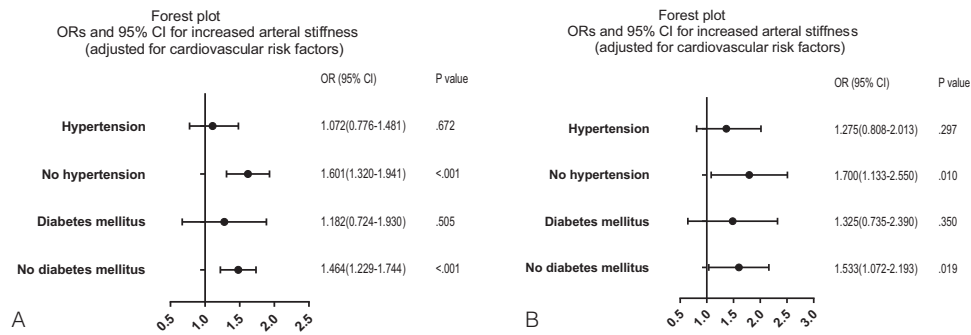 Forest plot
ORs and 95% CI for increased arteral stiffness
(adjusted for cardiovascular risk factors)
OR (95% CI) P value
Hypertension 1.072(0.776-1.481) .672
No hypertension 1.601(1.320-1.941) <.001
Diabetes mellitus 1.182(0.724-1.930) .505
No diabetes mellitus 1.464(1.229-1.744) <.001
0.5 1.0 1.5 2.0 2.5
A
Forest plot
ORs and 95% CI for increased arteral stiffness
(adjusted for cardiovascular risk factors)
OR (95% CI) P value
Hypertension 1.275(0.808-2.013) .297
No hypertension 1.700(1.133-2.550) .010
Diabetes mellitus 1.325(0.735-2.390) .350
No diabetes mellitus 1.533(1.072-2.193) .019
0.5 1.0 1.5 2.0 2.5 3.0
B